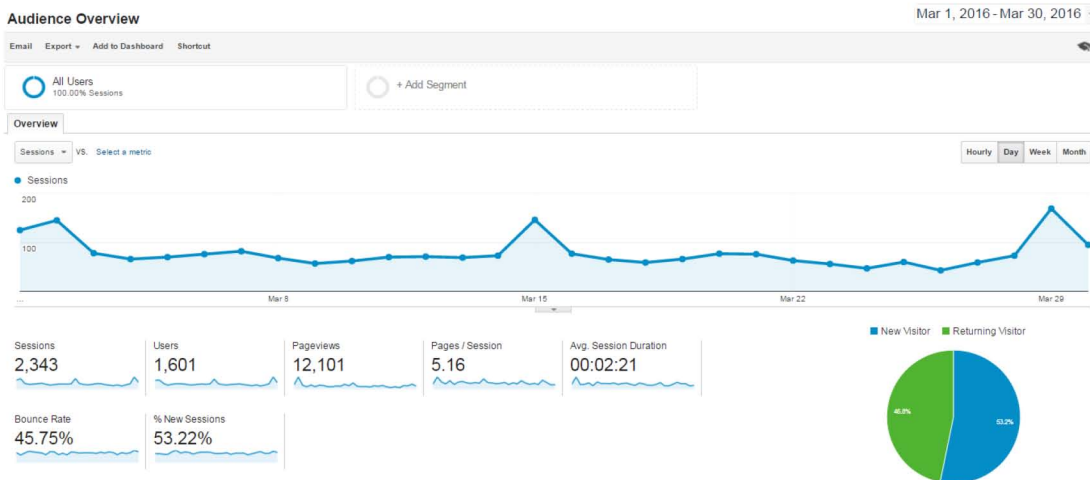 Audience Overview
Mar 1, 2016 - Mar 30, 2016
Email Export Add to Dashboard Shortcut
All Users
100.00% Sessions
+ Add Segment
Overview
Sessions VS. Select a metric
Hourly Day Week Month
Sessions
200
100
... Mar 8 Mar 15 Mar 22 Mar 29
New Visitor Returning Visitor
Sessions
2,343
Users
1,601
Pageviews
12,101
Pages / Session
5.16
Avg. Session Duration
00:02:21
Bounce Rate
45.75%
% New Sessions
53.22%
46.8%
53.2%